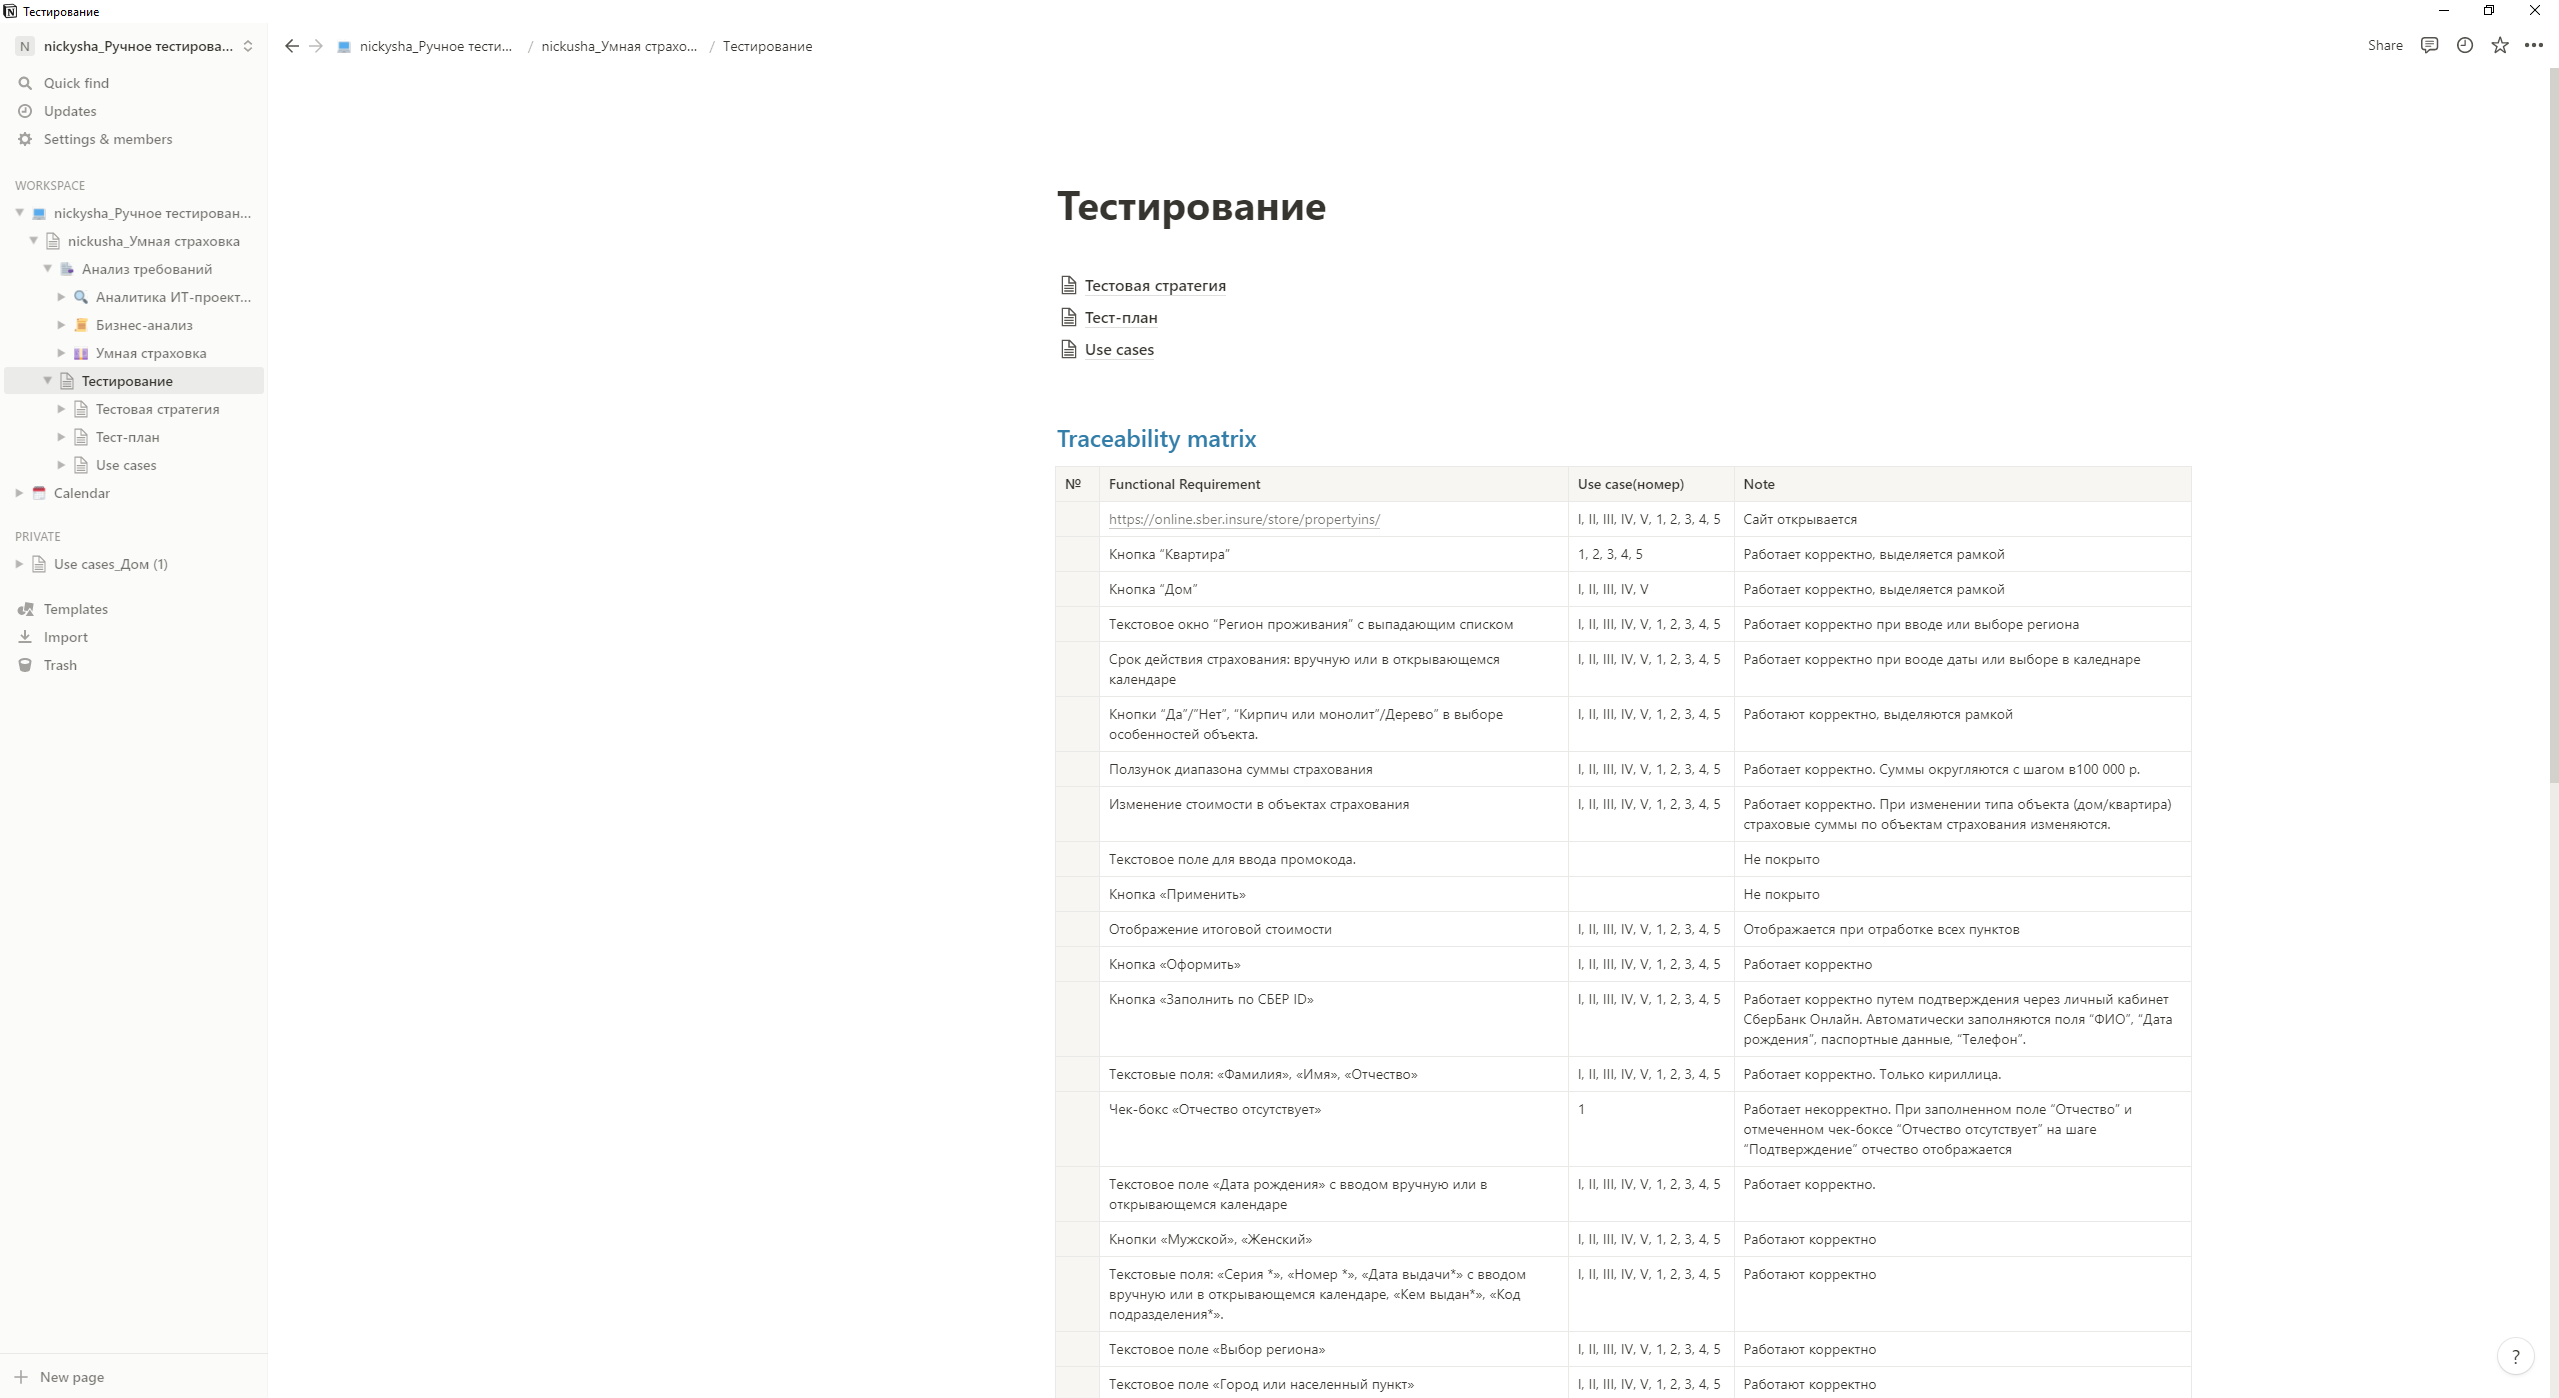 Тестирование
N nickysha_Ручное тестирова...
Quick find
Updates
Settings & members
WORKSPACE
nickysha_Ручное тестирован...
nickusha_Умная страховка
Анализ требований
Аналитика ИТ-проект...
Бизнес-анализ
Умная страховка
Тестирование
Тестовая стратегия
Тест-план
Use cases
Calendar
PRIVATE
Use cases_Дом (1)
Templates
Import
Trash
New page
nickysha_Ручное тести... / nickusha_Умная страхо... / Тестирование
Share
Тестирование
Тестовая стратегия
Тест-план
Use cases
Traceability matrix
№ Functional Requirement Use case(номер) Note
https://online.sber.insure/store/propertyins/ I, II, III, IV, V, 1, 2, 3, 4, 5 Сайт открывается
Кнопка “Квартира” 1, 2, 3, 4, 5 Работает корректно, выделяется рамкой
Кнопка “Дом” I, II, III, IV, V Работает корректно, выделяется рамкой
Текстовое окно “Регион проживания” с выпадающим списком I, II, III, IV, V, 1, 2, 3, 4, 5 Работает корректно при вводе или выборе региона
Срок действия страхования: вручную или в открывающемся I, II, III, IV, V, 1, 2, 3, 4, 5 Работает корректно при вооде даты или выборе в каледнаре
календаре
Кнопки “Да”/”Нет”, “Кирпич или монолит”/Дерево” в выборе I, II, III, IV, V, 1, 2, 3, 4, 5 Работают корректно, выделяются рамкой
особенностей объекта.
Ползунок диапазона суммы страхования I, II, III, IV, V, 1, 2, 3, 4, 5 Работает корректно. Суммы округляются с шагом в100 000 р.
Изменение стоимости в объектах страхования I, II, III, IV, V, 1, 2, 3, 4, 5 Работает корректно. При изменении типа объекта (дом/квартира)
страховые суммы по объектам страхования изменяются.
Текстовое поле для ввода промокода. Не покрыто
Кнопка «Применить» Не покрыто
Отображение итоговой стоимости I, II, III, IV, V, 1, 2, 3, 4, 5 Отображается при отработке всех пунктов
Кнопка «Оформить» I, II, III, IV, V, 1, 2, 3, 4, 5 Работает корректно
Кнопка «Заполнить по СБЕР ID» I, II, III, IV, V, 1, 2, 3, 4, 5 Работает корректно путем подтверждения через личный кабинет
СберБанк Онлайн. Автоматически заполняются поля “ФИО”, “Дата
рождения”, паспортные данные, “Телефон”.
Текстовые поля: «Фамилия», «Имя», «Отчество» I, II, III, IV, V, 1, 2, 3, 4, 5 Работает корректно. Только кириллица.
Чек-бокс «Отчество отсутствует» 1 Работает некорректно. При заполненном поле “Отчество” и
отмеченном чек-боксе “Отчество отсутствует” на шаге
“Подтверждение” отчество отображается
Текстовое поле «Дата рождения» с вводом вручную или в I, II, III, IV, V, 1, 2, 3, 4, 5 Работает корректно.
открывающемся календаре
Кнопки «Мужской», «Женский» I, II, III, IV, V, 1, 2, 3, 4, 5 Работают корректно
Текстовые поля: «Серия *», «Номер *», «Дата выдачи*» с вводом I, II, III, IV, V, 1, 2, 3, 4, 5 Работают корректно
вручную или в открывающемся календаре, «Кем выдан*», «Код
подразделения*».
Текстовое поле «Выбор региона» I, II, III, IV, V, 1, 2, 3, 4, 5 Работают корректно
Текстовое поле «Город или населенный пункт» I, II, III, IV, V, 1, 2, 3, 4, 5 Работают корректно
?